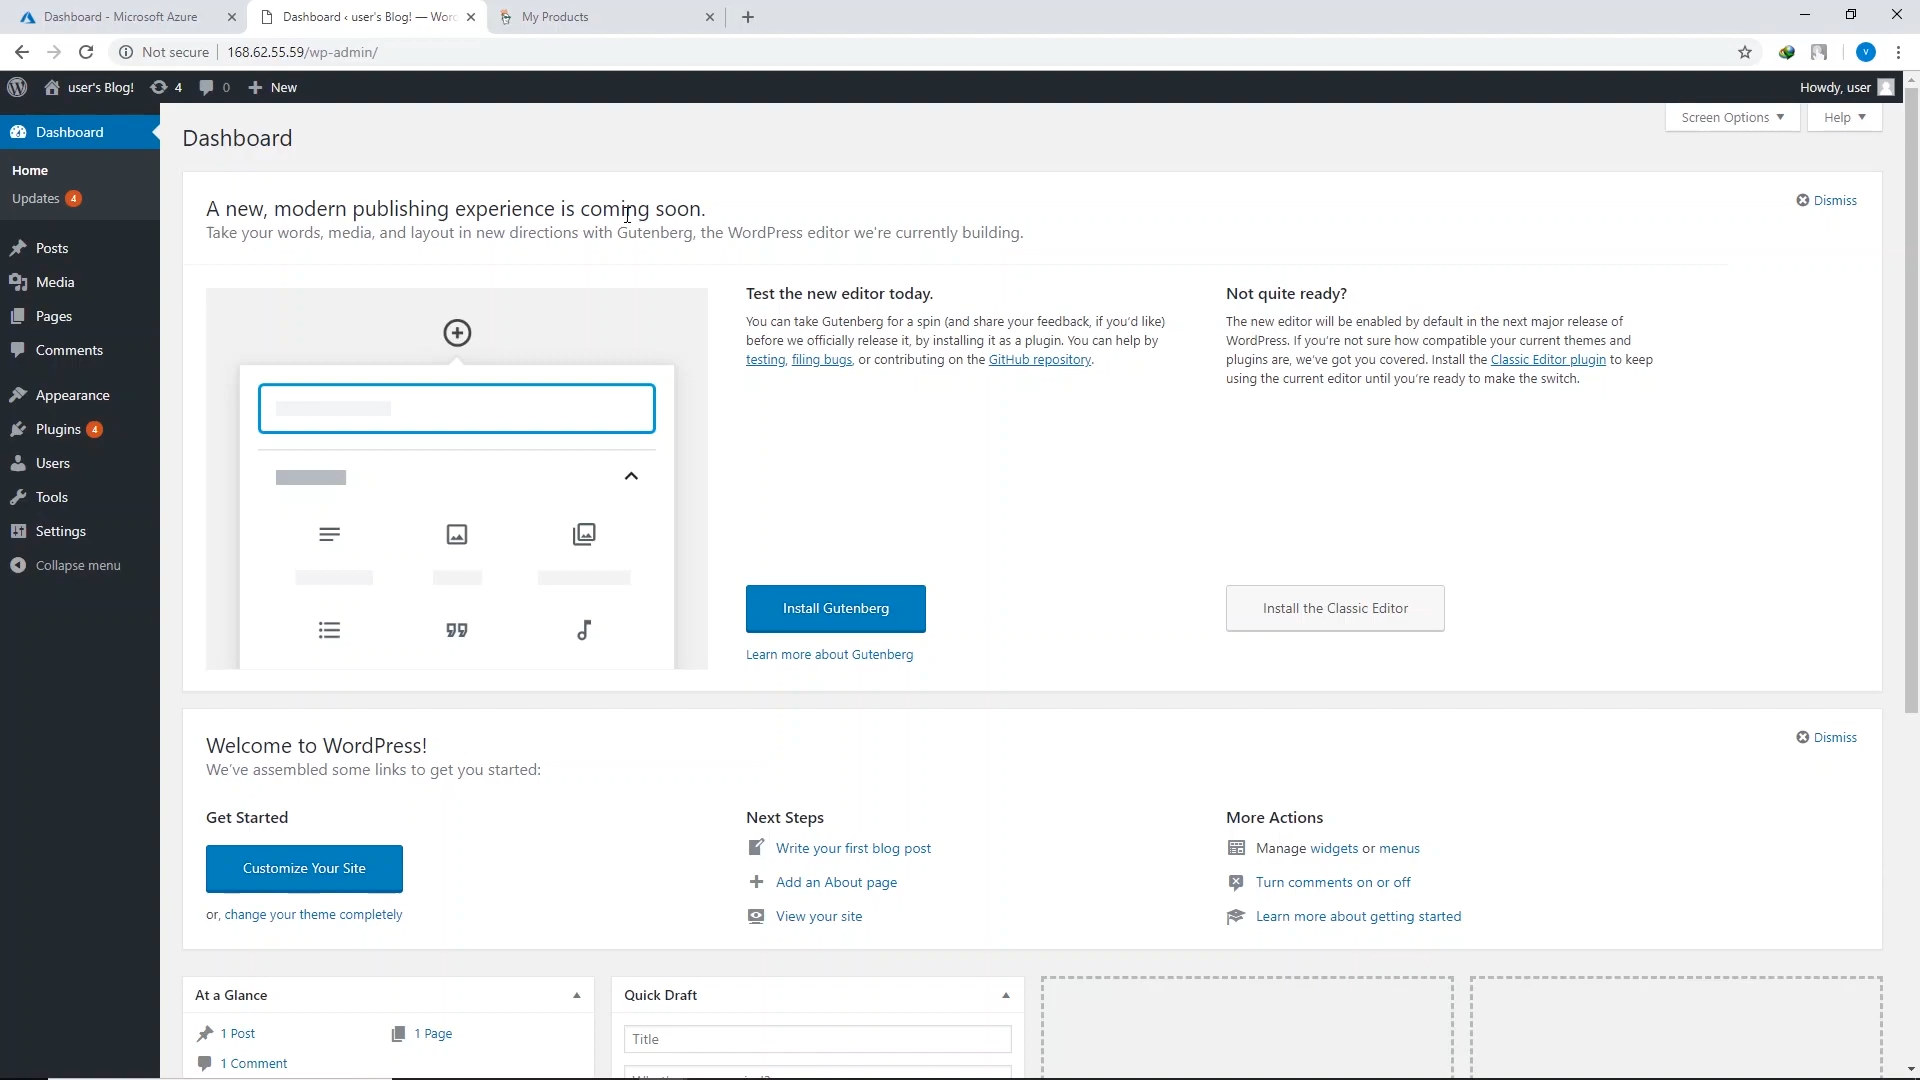 Dashboard - Microsoft Azure
Dashboard ‹ user's Blog! — Wor
My Products
Not secure
168.62.55.59/wp-admin/
V
user's Blog!
4
0
New
Howdy, user
Dashboard
Home
Updates 4
Posts
Media
Pages
Comments
Appearance
Plugins 4
Users
Tools
Settings
Collapse menu
Dashboard
Screen Options
Help
A new, modern publishing experience is coming soon.
Take your words, media, and layout in new directions with Gutenberg, the WordPress editor we're currently building.
Dismiss
Test the new editor today.
You can take Gutenberg for a spin (and share your feedback, if you'd like)
before we officially release it, by installing it as a plugin. You can help by
testing, filing bugs, or contributing on the GitHub repository.
Install Gutenberg
Learn more about Gutenberg
Not quite ready?
The new editor will be enabled by default in the next major release of
WordPress. If you're not sure how compatible your current themes and
plugins are, we've got you covered. Install the Classic Editor plugin to keep
using the current editor until you're ready to make the switch.
Install the Classic Editor
Welcome to WordPress!
We've assembled some links to get you started:
Dismiss
Get Started
Customize Your Site
or, change your theme completely
Next Steps
Write your first blog post
Add an About page
View your site
More Actions
Manage widgets or menus
Turn comments on or off
Learn more about getting started
At a Glance
1 Post
1 Page
1 Comment
Quick Draft
Title